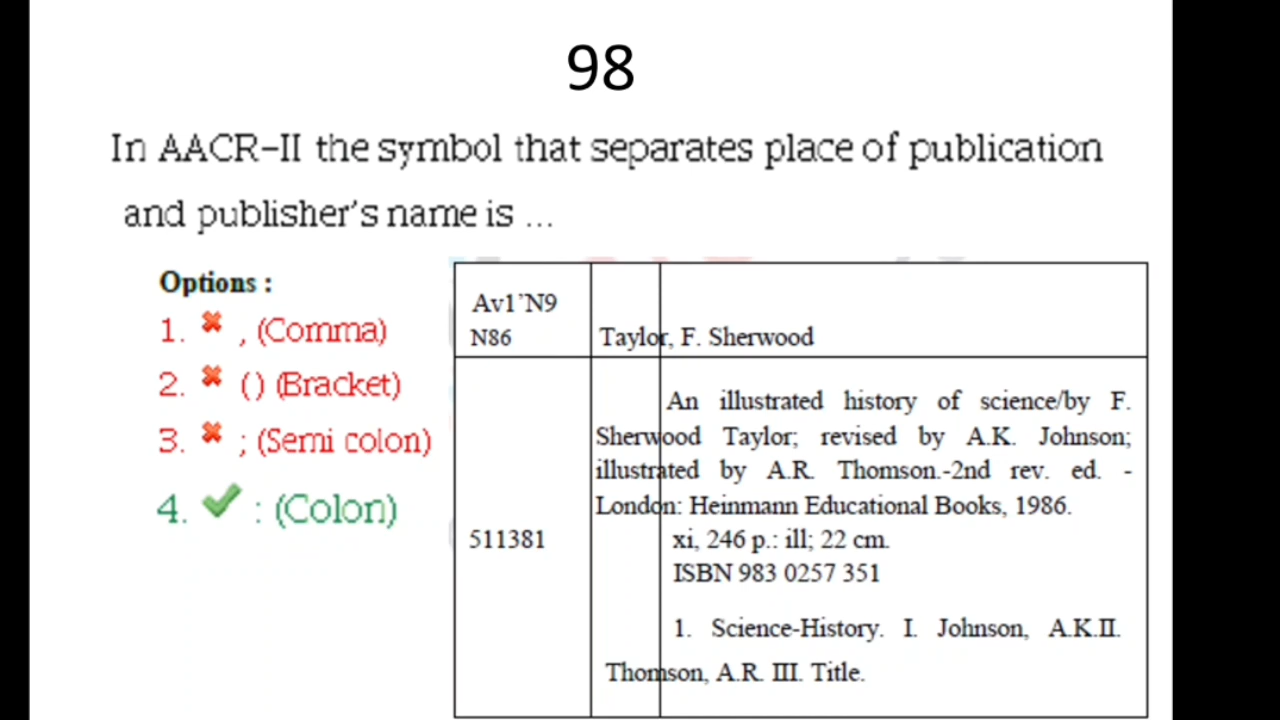 98
In AACR-II the symbol that separates place of publication
and publisher's name is ...
Options :
1. , (Comma)
2. () (Bracket)
3. ; (Semi colon)
4. : (Colon)
Av1’N9
N86
Taylor, F. Sherwood
An illustrated history of science/by F.
Sherwood Taylor; revised by A.K. Johnson;
illustrated by A.R. Thomson.-2nd rev. ed. -
London: Heinmann Educational Books, 1986.
511381
xi, 246 p.: ill; 22 cm.
ISBN 983 0257 351
1. Science-History. I. Johnson, A.K.II.
Thomson, A.R. III. Title.